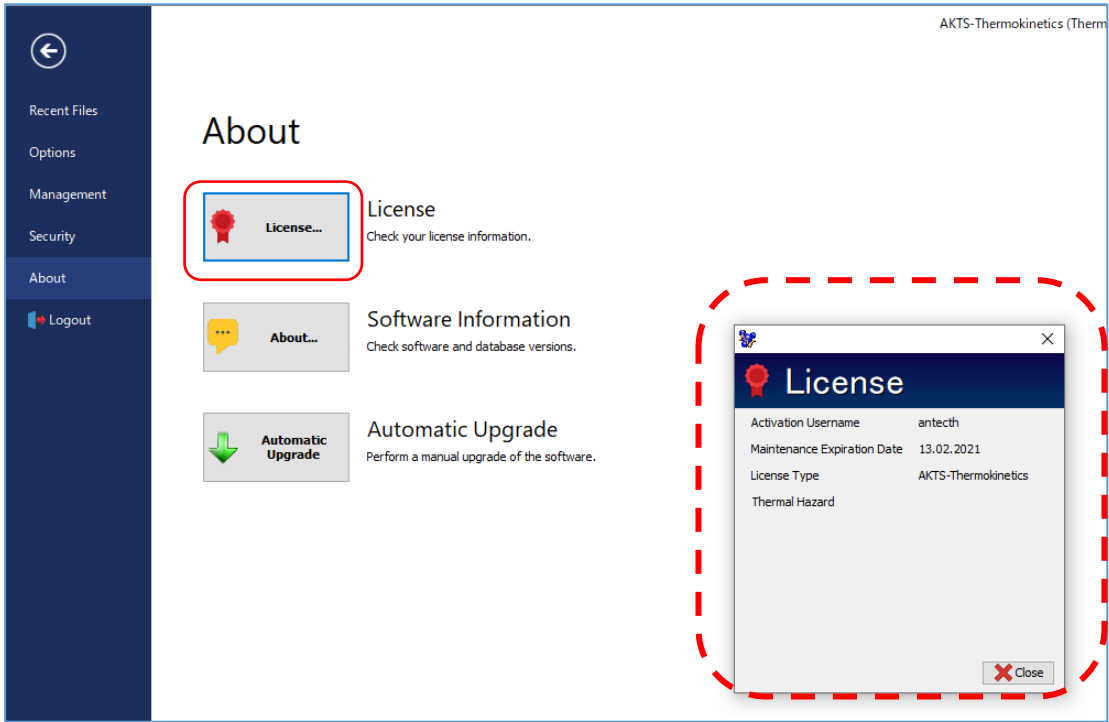 AKTS-Thermokinetics (Therm
Recent Files
Options
Management
Security
About
Logout
About
License...
License
Check your license information.
About...
Software Information
Check software and database versions.
Automatic
Upgrade
Automatic Upgrade
Perform a manual upgrade of the software.
License
Activation Username antecth
Maintenance Expiration Date 13.02.2021
License Type AKTS-Thermokinetics
Thermal Hazard
Close